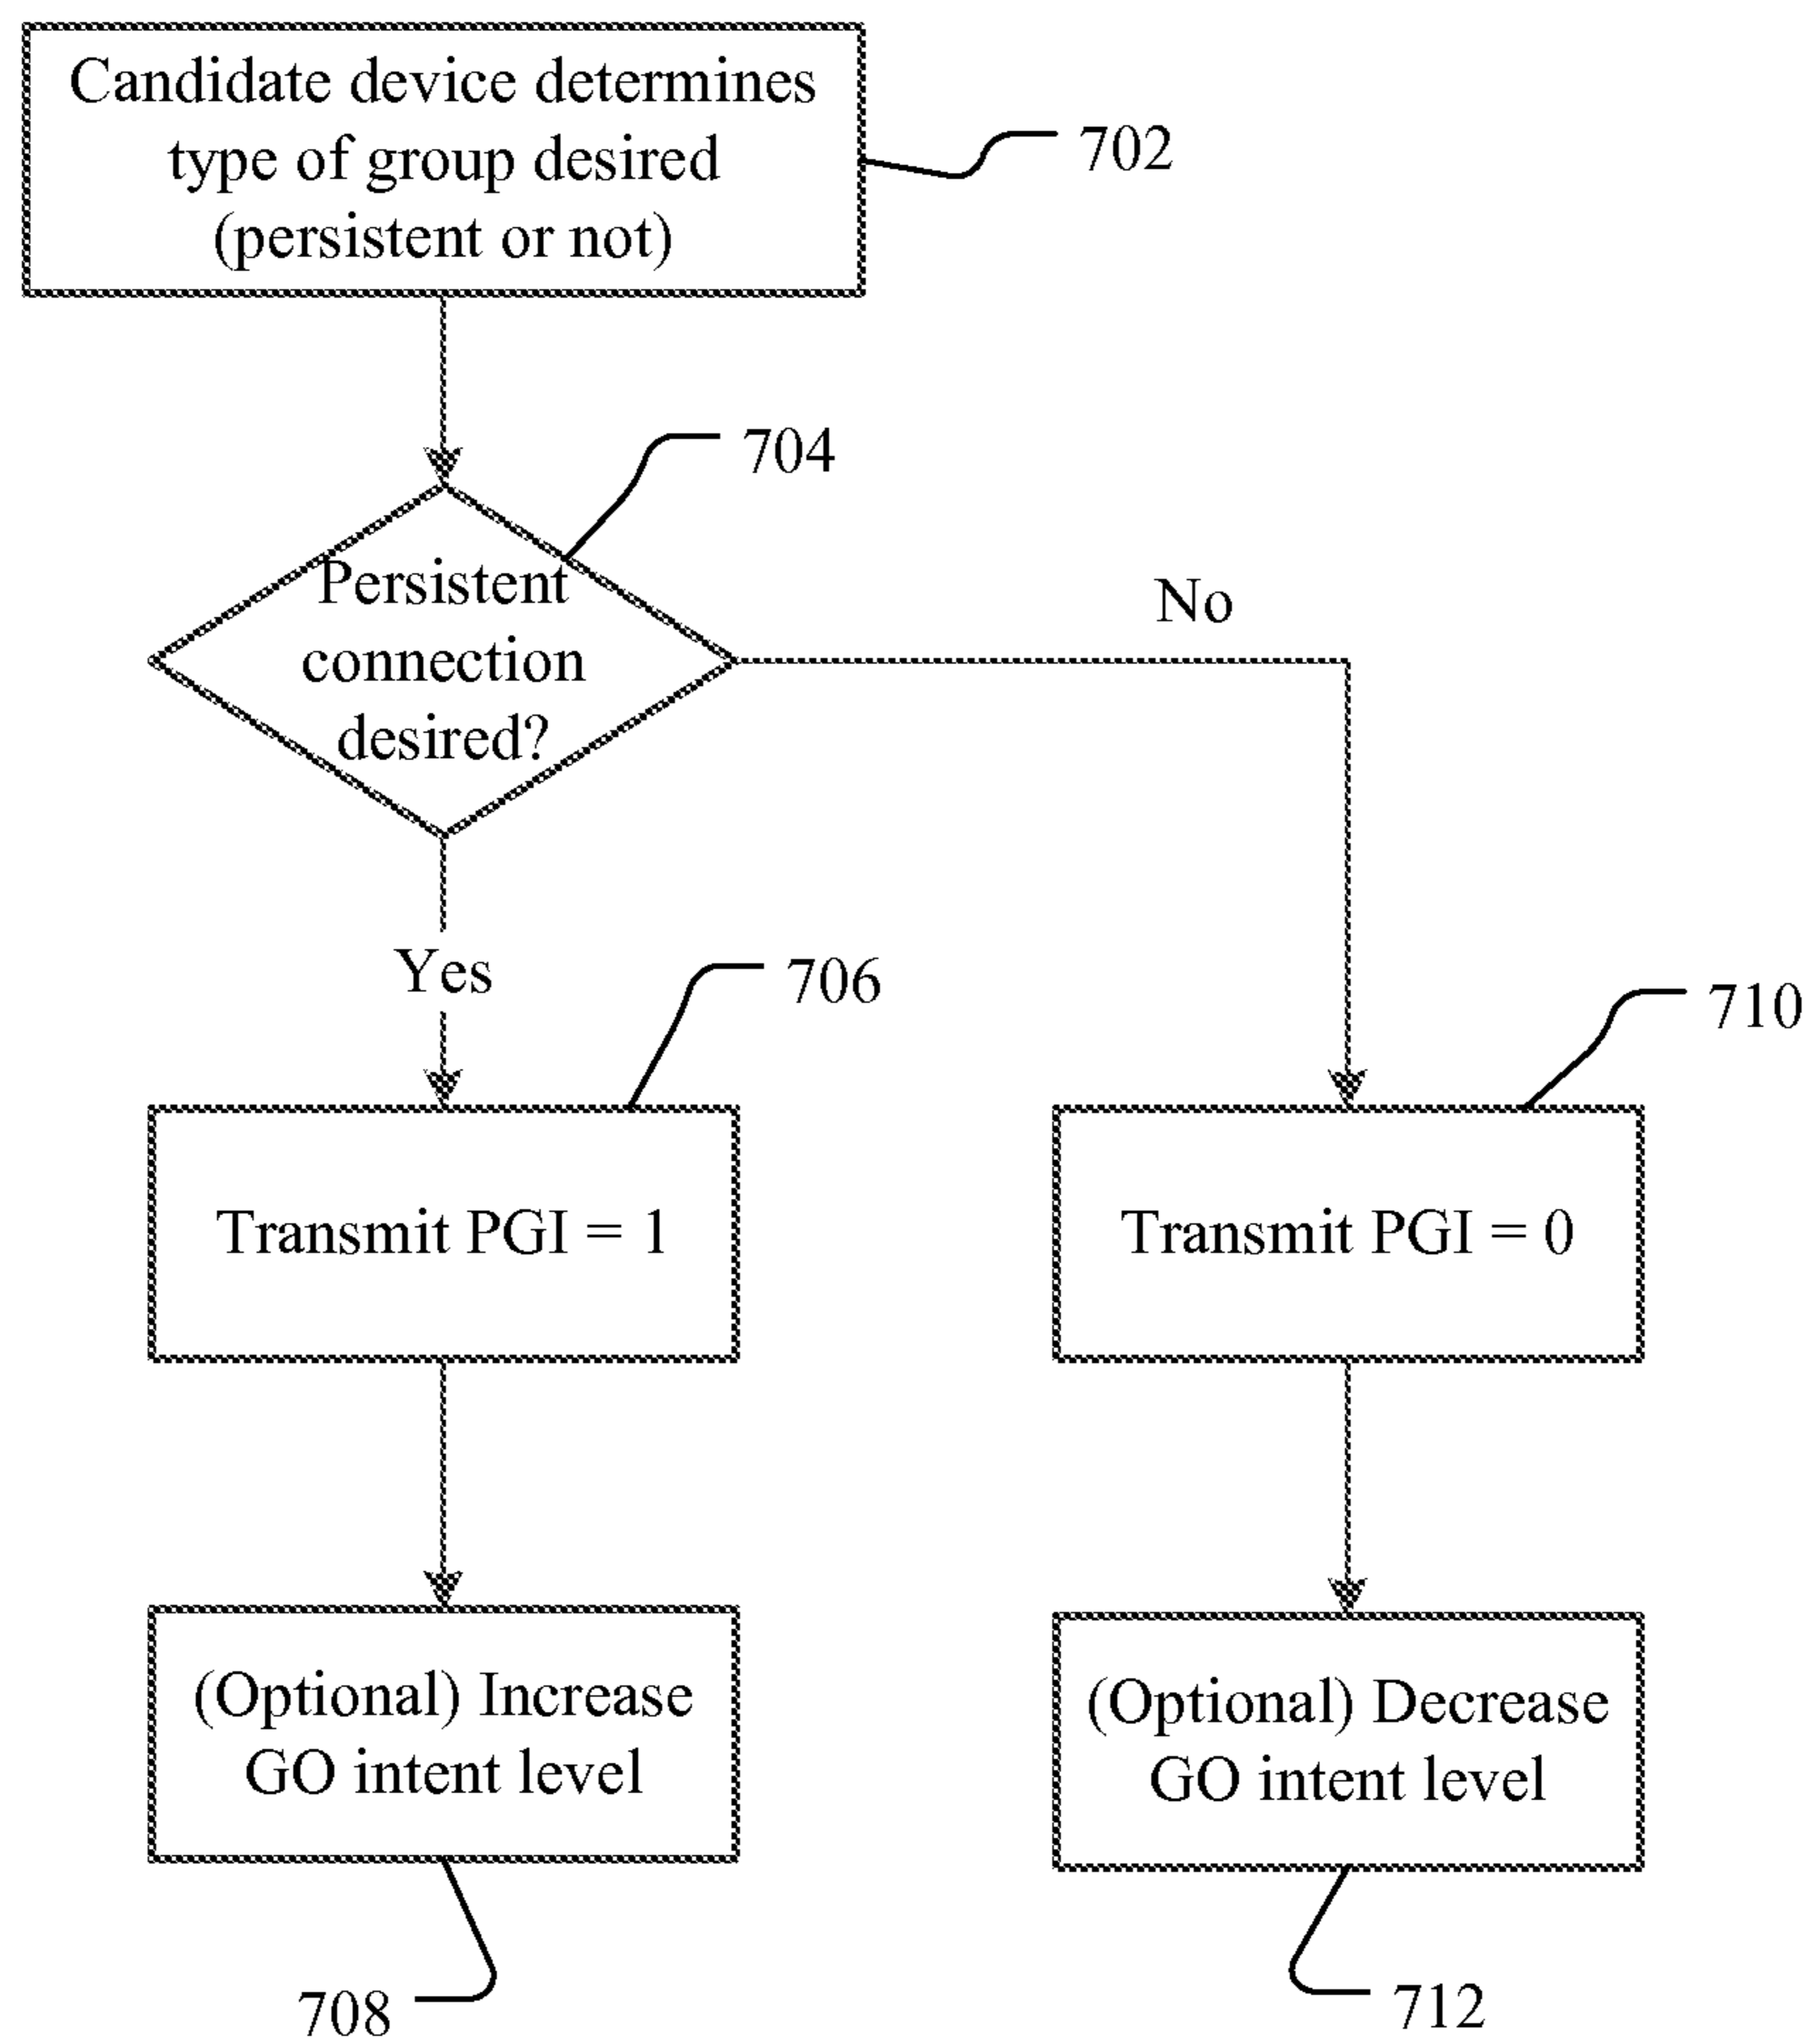 Candidate device determines
type of group desired
(persistent or not)
702
704
Persistent
connection
desired?
No
Yes
706
710
Transmit PGI = 1
Transmit PGI = 0
(Optional) Increase
GO intent level
(Optional) Decrease
GO intent level
708
712